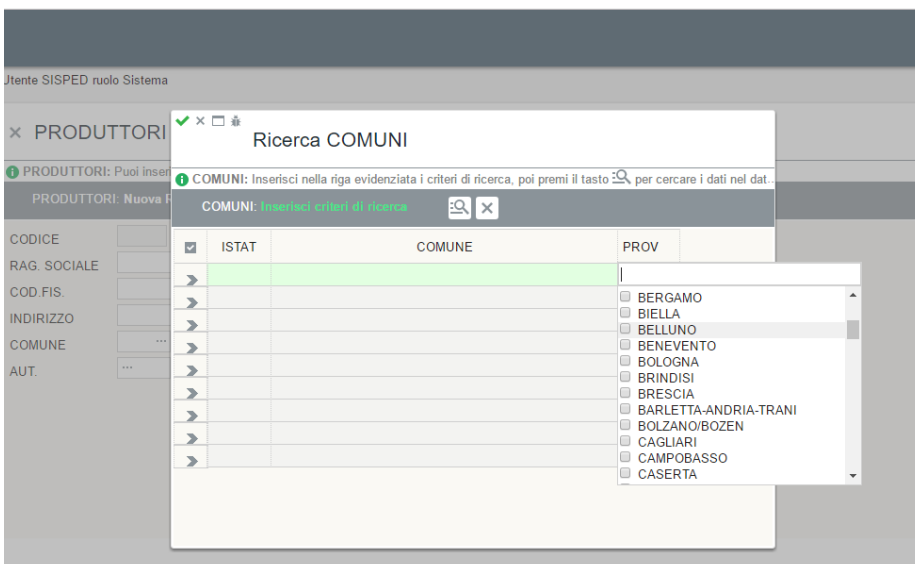 Utente SISPED ruolo Sistema
PRODUTTORI
PRODUTTORI: Puoi inser
PRODUTTORI: Nuova R
CODICE
RAG. SOCIALE
COD.FIS.
INDIRIZZO
COMUNE ...
AUT. ...
Ricerca COMUNI
COMUNI: Inserisci nella riga evidenziata i criteri di ricerca, poi premi il tasto per cercare i dati nel dat...
COMUNI: Inserisci criteri di ricerca
ISTAT COMUNE PROV
BERGAMO
BIELLA
BELLUNO
BENEVENTO
BOLOGNA
BRINDISI
BRESCIA
BARLETTA-ANDRIA-TRANI
BOLZANO/BOZEN
CAGLIARI
CAMPOBASSO
CASERTA